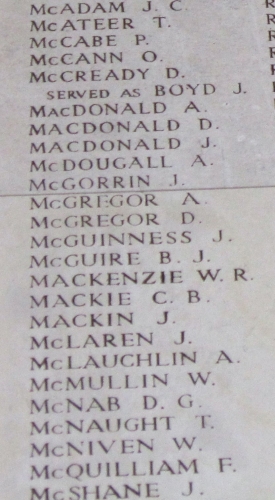 McADAM J. C.
McATEER T.
McCABE P.
McCANN O.
McCREADY D.
SERVED AS BOYD J.
MacDONALD A.
MACDONALD D.
MACDONALD J.
McDOUGALL A.
McGORRIN J.
McGREGOR A.
McGREGOR D.
McGUINNESS J.
McGUIRE B. J.
MACKENZIE W. R.
MACKIE C. B.
MACKIN J.
McLAREN J.
McLAUCHLIN A.
McMULLIN W.
McNAB D. G.
McNAUGHT T.
McNIVEN W.
McQUILLIAM F.
McSHANE J.